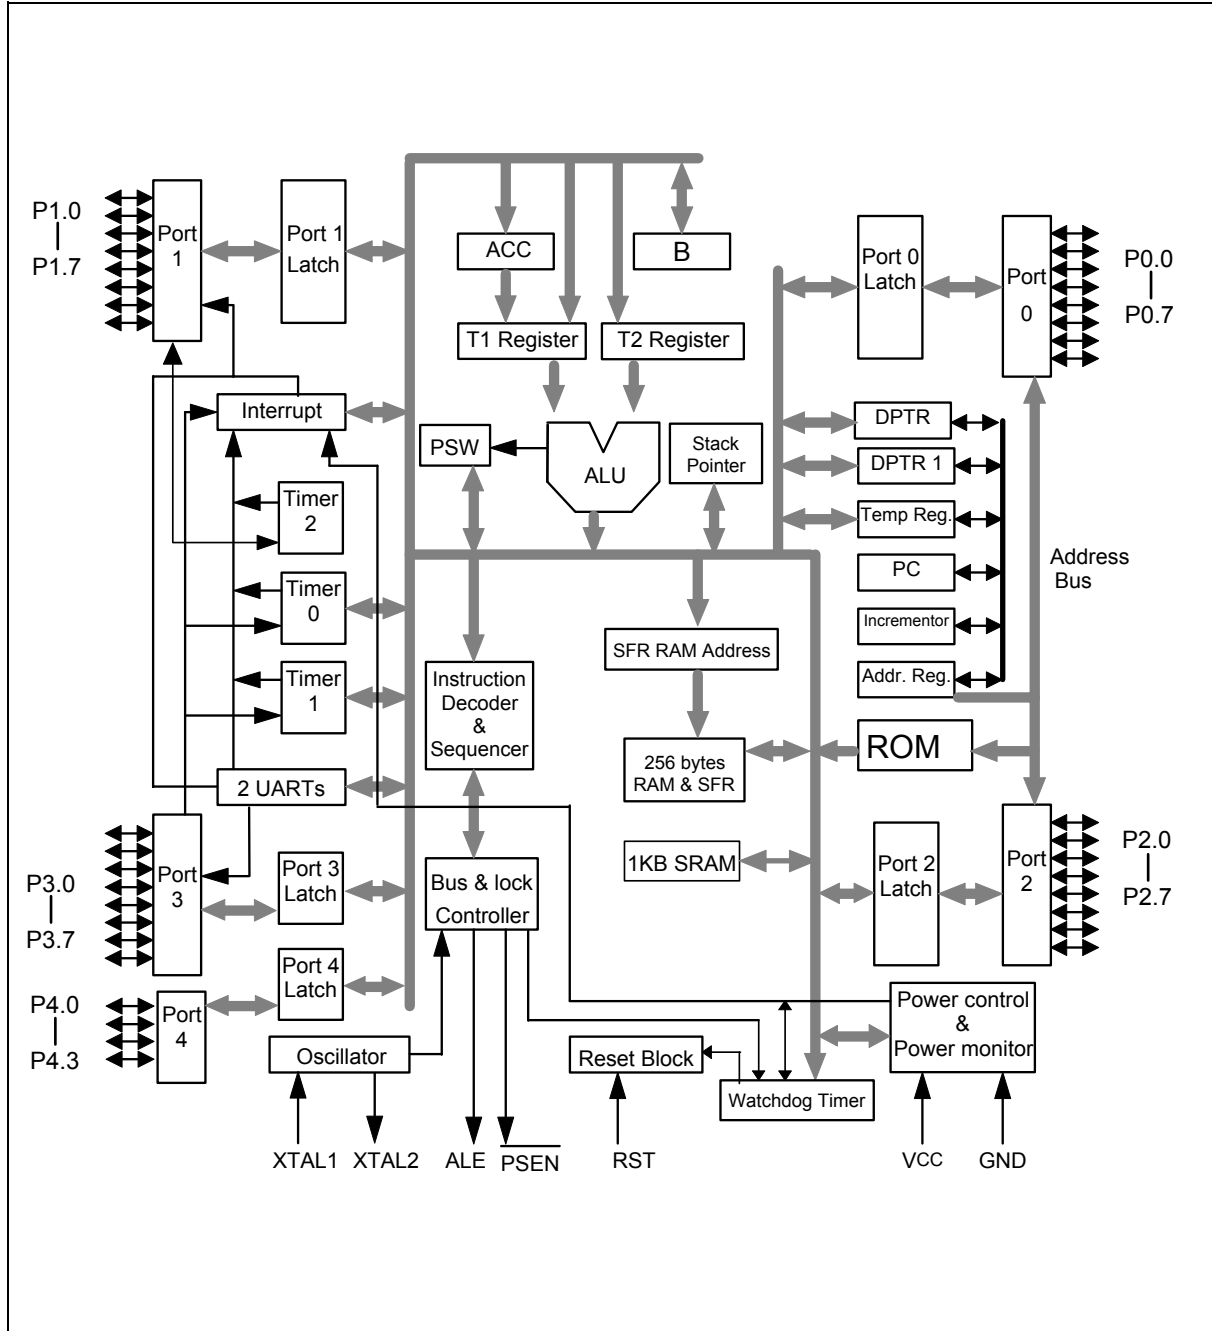 P1.0
P1.7
Port
1
Port 1
Latch
ACC
B
T1 Register
T2 Register
Port 0
Latch
Port
0
P0.0
P0.7
Interrupt
PSW
ALU
Stack
Pointer
DPTR
DPTR 1
Temp Reg.
PC
Incrementor
Addr. Reg.
Address
Bus
Timer
2
Timer
0
Timer
1
2 UARTs
Instruction
Decoder
&
Sequencer
SFR RAM Address
256 bytes
RAM & SFR
ROM
1KB SRAM
P3.0
P3.7
Port
3
Port 3
Latch
Bus & lock
Controller
Port 2
Latch
Port
2
P2.0
P2.7
P4.0
P4.3
Port
4
Port 4
Latch
Oscillator
Reset Block
Watchdog Timer
Power control
&
Power monitor
XTAL1
XTAL2
ALE
PSEN
RST
VCC
GND